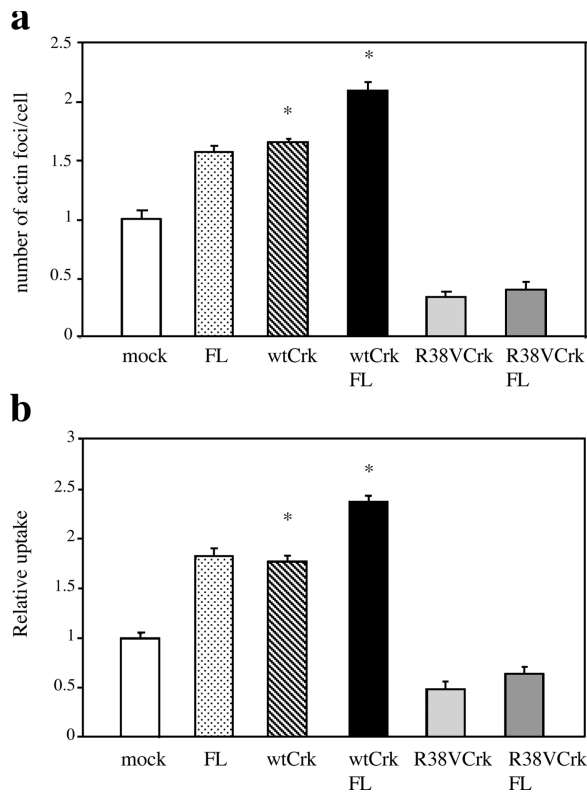 a
number of actin foci/cell
2.5
2
1.5
1
0.5
0
*
*
mock FL wtCrk wtCrk R38VCrk R38VCrk
FL FL
b
Relative uptake
3
2.5
2
1.5
1
0.5
0
*
*
mock FL wtCrk wtCrk R38VCrk R38VCrk
FL FL